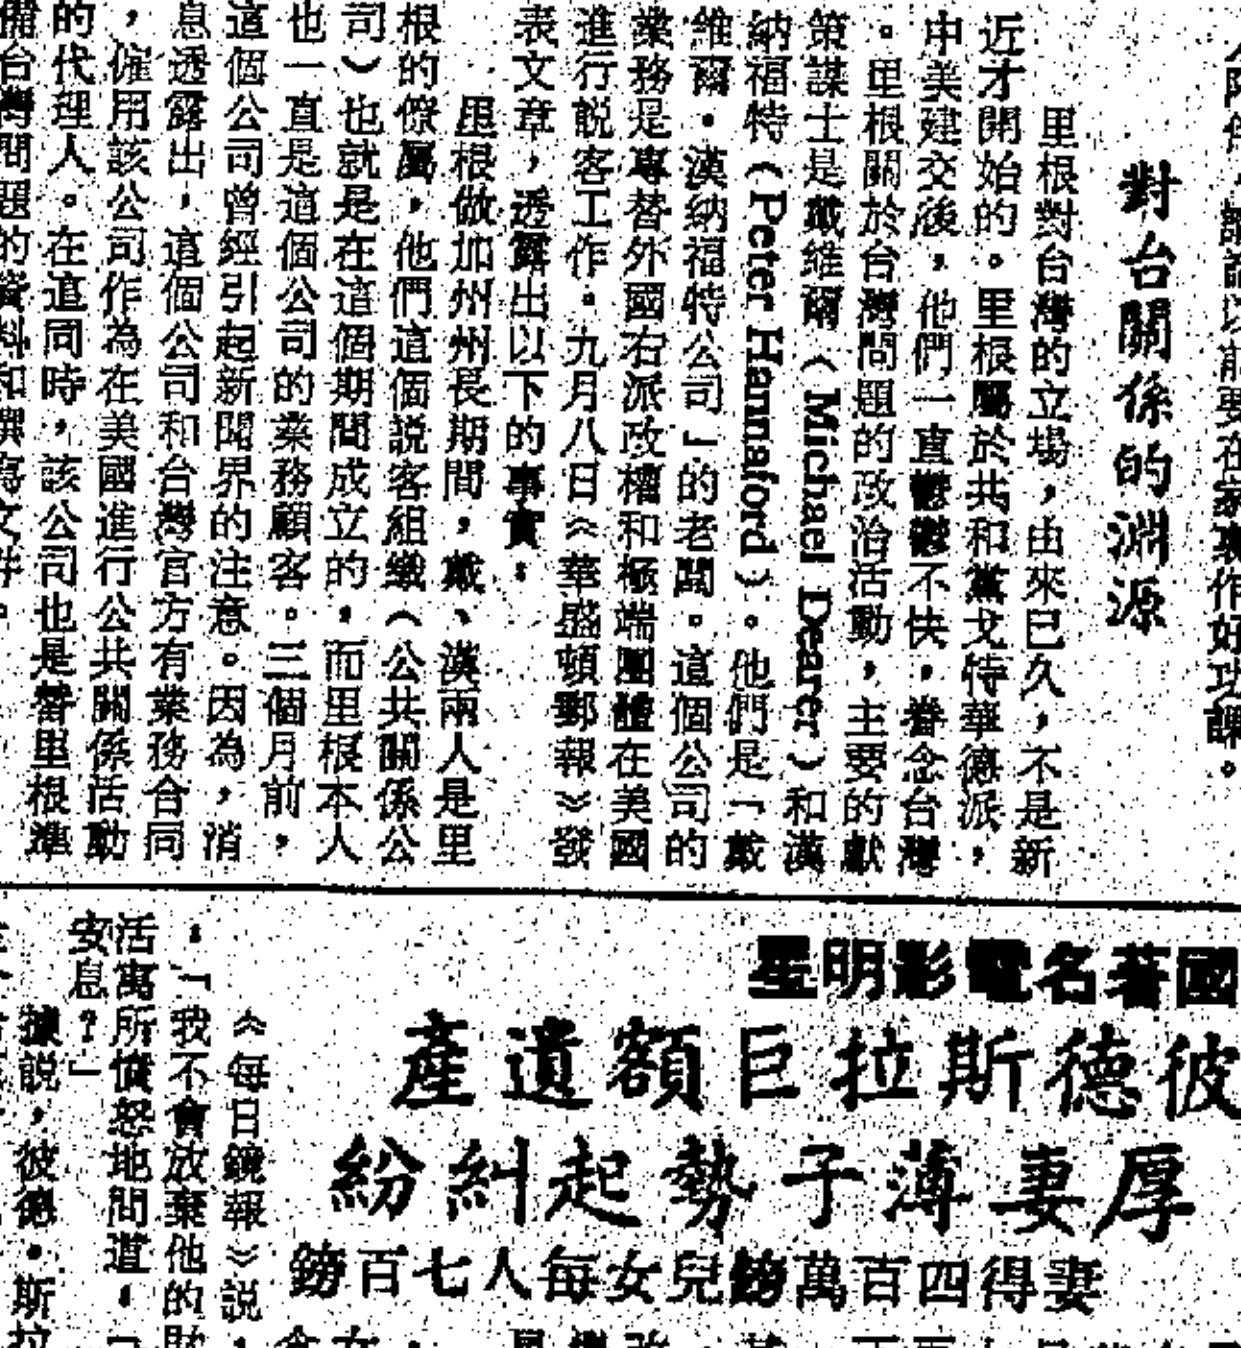 課以前要在家裏作好功課。
對台關係的淵源
里根對台灣的立場，由來已久，不是新
近才開始的。里根屬於共和黨戈特華德派，
中美建交後，他們一直鬱鬱不快，眷念台灣
。里根關於台灣問題的政治活動，主要的獻
策謀士是戴維爾（Michael Dearer）和漢
納福特（Peter Hannaford）。他們是「戴
維爾·漢納福特公司」的老闆。這個公司的
業務是專替外國右派政權和極端團體在美國
進行說客工作。九月八日《華盛頓郵報》發
表文章，透露出以下的事實：
里根做加州州長期間，戴、漢兩人是里
根的僚屬，他們這個說客組織（公共關係公
司）也就是在這個期間成立的，而里根本人
也一直是這個公司的業務顧客。三個月前，
這個公司曾經引起新聞界的注意。因為，消
息透露出，這個公司和台灣官方有業務合同
，僱用該公司作為在美國進行公共關係活動
的代理人。在這同時，該公司也是替里根準
備台灣問題的資料和撰寫文件。
國著名電影明星
彼德斯拉巨額遺產
厚妻薄子勢起糾紛
妻得四百萬鎊兒女每人七百鎊
《每日鏡報》說，
：「我不會放棄他的
活寓所憤怒地問道：
安息？」
據說，彼德·斯拉